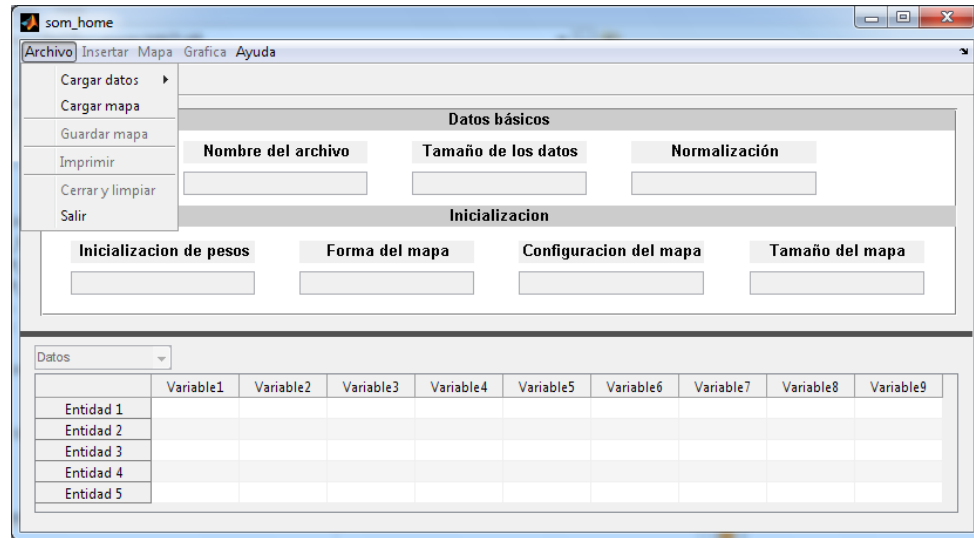 som_home
Archivo Insertar Mapa Grafica Ayuda
Cargar datos
Cargar mapa
Guardar mapa
Imprimir
Cerrar y limpiar
Salir
Datos básicos
Nombre del archivo Tamaño de los datos Normalización
Inicializacion
Inicializacion de pesos Forma del mapa Configuracion del mapa Tamaño del mapa
Datos
Variable1 Variable2 Variable3 Variable4 Variable5 Variable6 Variable7 Variable8 Variable9
Entidad 1
Entidad 2
Entidad 3
Entidad 4
Entidad 5